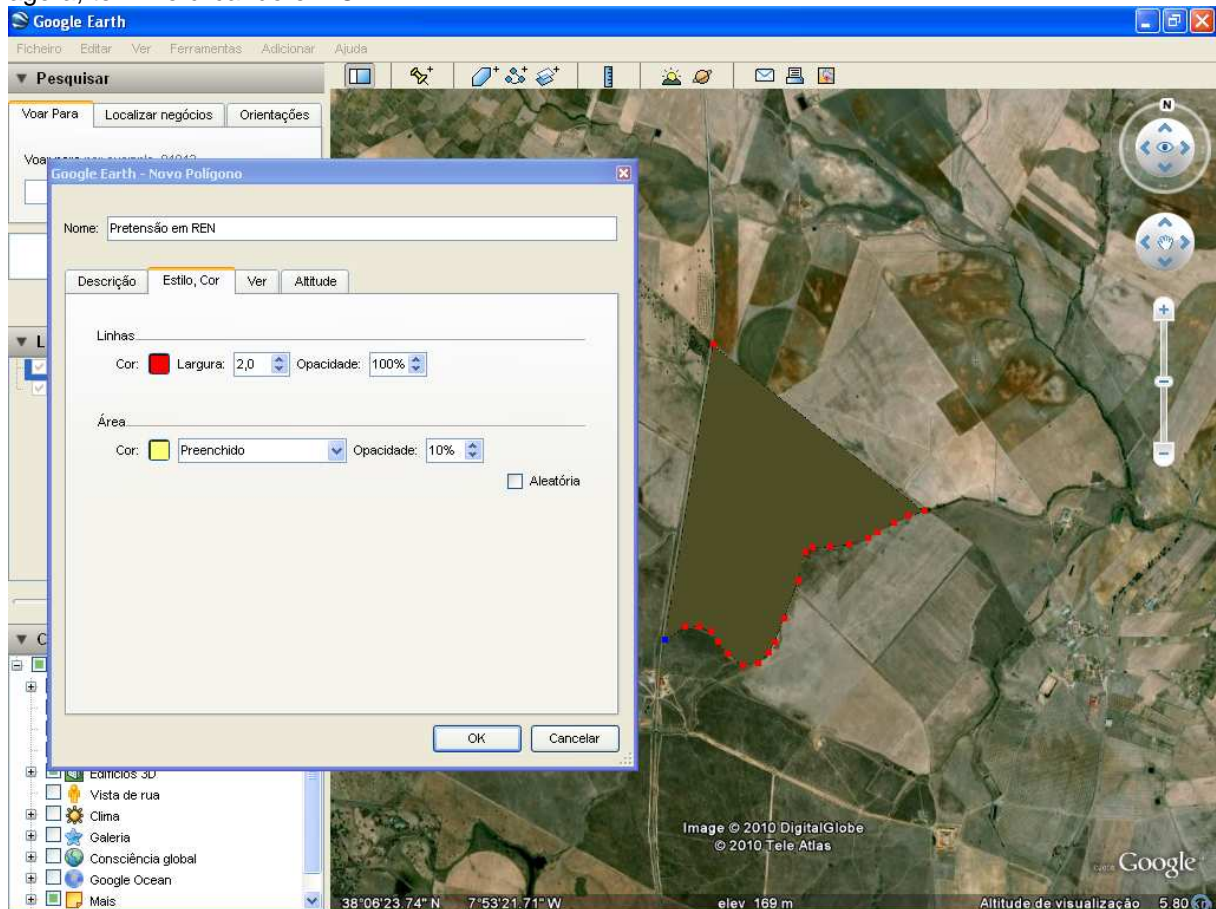 Google Earth
Ficheiro Editar Ver Ferramentas Adicionar Ajuda
Pesquisar
Voar Para Localizar negócios Orientações
Google Earth - Novo Polígono
Nome: Pretensão em REN
Descrição Estilo, Cor Ver Altitude
Linhas
Cor: Largura: 2,0 Opacidade: 100%
Área
Cor: Preenchido Opacidade: 10%
Aleatória
OK Cancelar
L
C
Edifícios 3D
Vista de rua
Clima
Galeria
Consciência global
Google Ocean
Mais
N
Image © 2010 DigitalGlobe
© 2010 Tele Atlas
Google
38°06'23.74" N 7°53'21.71" W elev 169 m Altitude de visualização 5.80